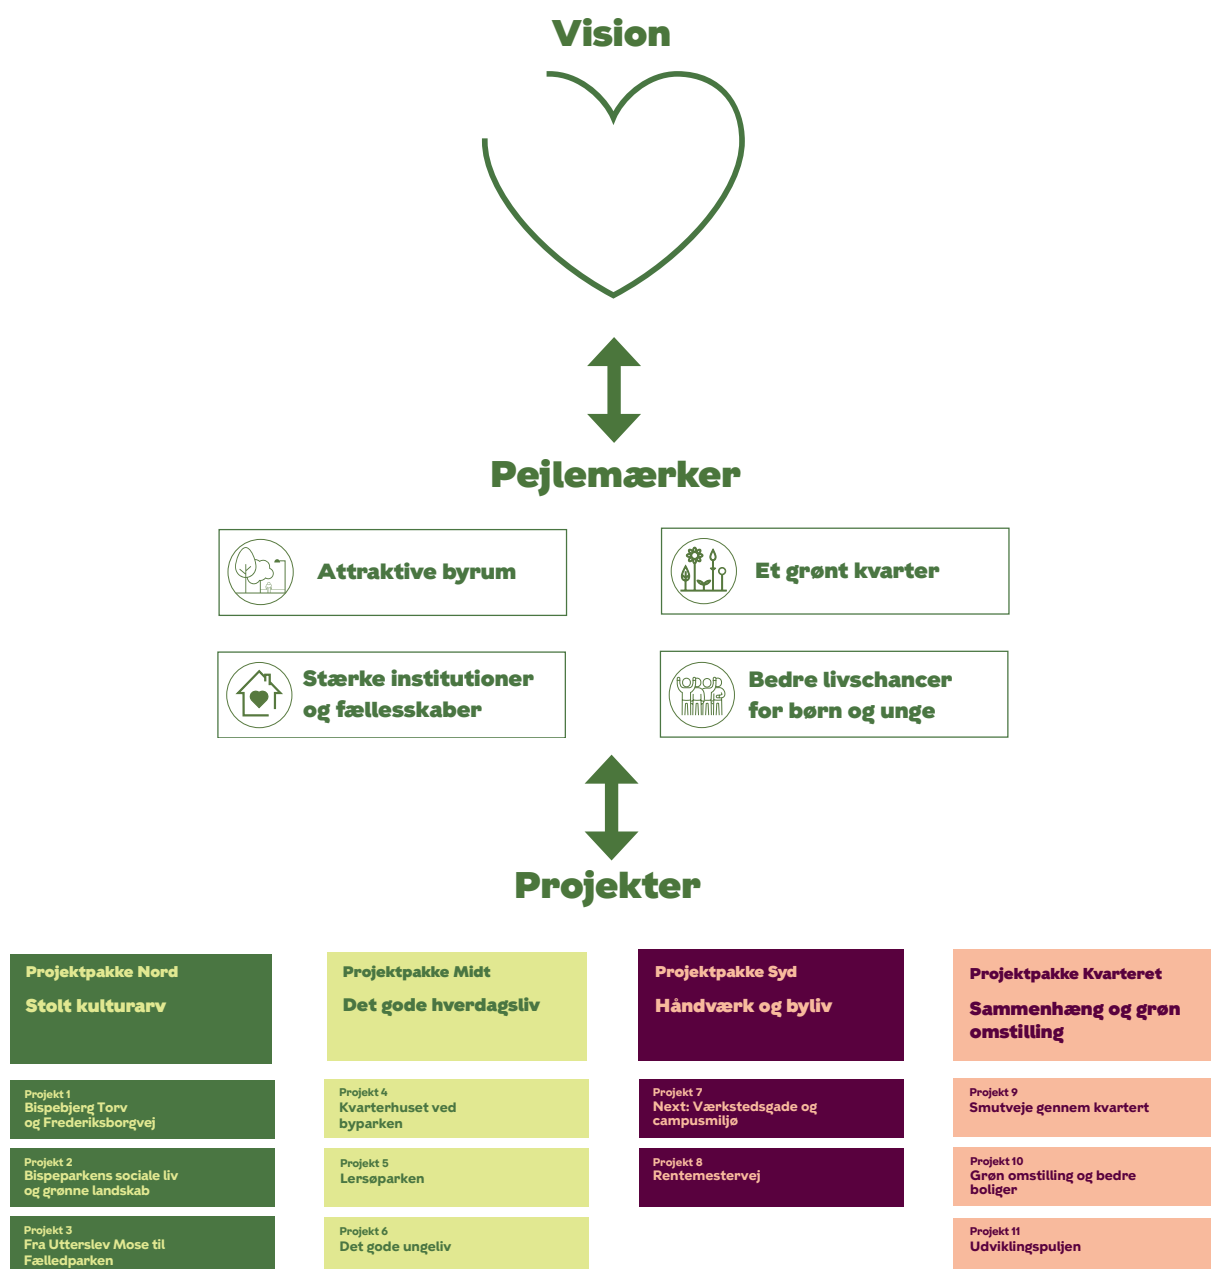 Vision
Pejlemærker
Attraktive byrum
Et grønt kvarter
Stærke institutioner
og fællesskaber
Bedre livschancer
for børn og unge
Projekter
Projektpakke Nord
Stolt kulturarv
Projekt 1
Bispebjerg Torv
og Frederiksborgvej
Projekt 2
Bispeparkens sociale liv
og grønne landskab
Projekt 3
Fra Utterslev Mose til
Fælledparken
Projektpakke Midt
Det gode hverdagsliv
Projekt 4
Kvarterhuset ved
byparken
Projekt 5
Lersøparken
Projekt 6
Det gode ungeliv
Projektpakke Syd
Håndværk og byliv
Projekt 7
Next: Værkstedsgade og
campusmiljø
Projekt 8
Rentemestervej
Projektpakke Kvarteret
Sammenhæng og grøn
omstilling
Projekt 9
Smutveje gennem kvartert
Projekt 10
Grøn omstilling og bedre
boliger
Projekt 11
Udviklingspuljen